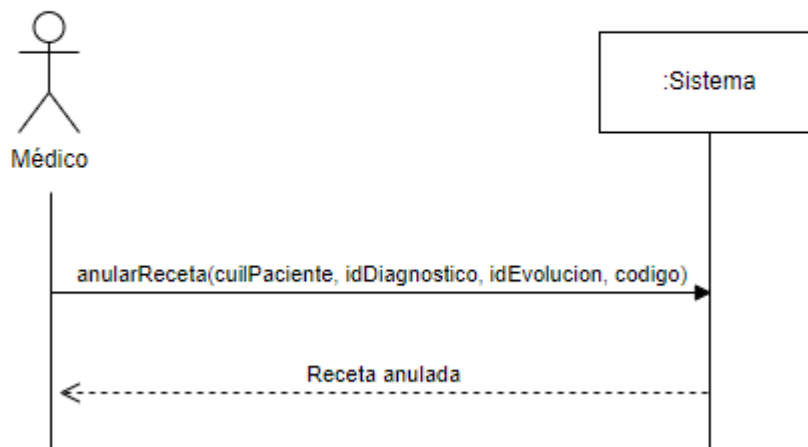 :Sistema
Médico
anularReceta(cuilPaciente, idDiagnostico, idEvolucion, codigo)
Receta anulada